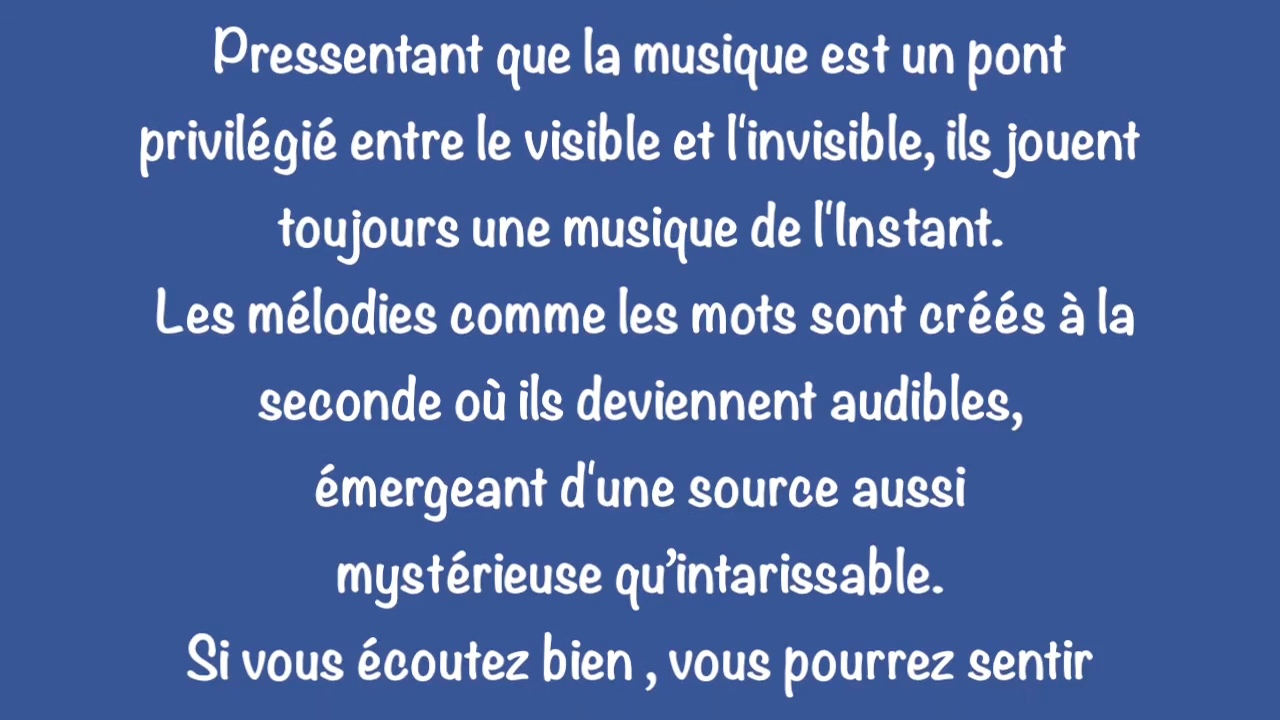 Pressentant que la musique est un pont
privilégié entre le visible et l'invisible, ils jouent
toujours une musique de l'Instant.
Les mélodies comme les mots sont créés à la
seconde où ils deviennent audibles,
émergeant d'une source aussi
mystérieuse qu’intarissable.
Si vous écoutez bien , vous pourrez sentir